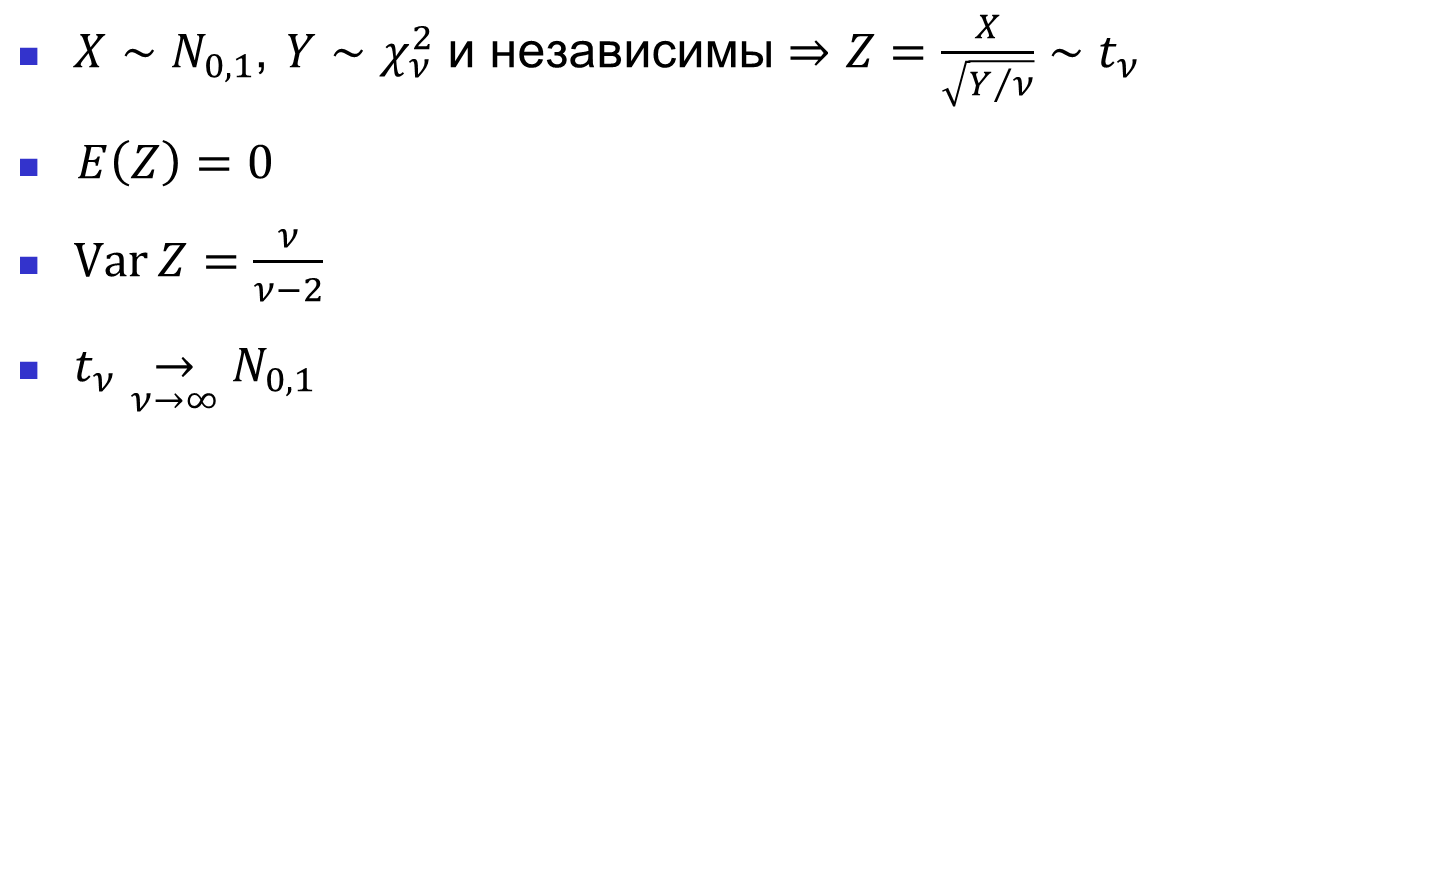 ▪ X ~ N₀,₁, Y ~ χ²_ν и независимы ⇒ Z = X/√(Y/ν) ~ t_ν
▪ E(Z) = 0
▪ Var Z = ν/(ν−2)
▪ t_ν →_{ν→∞} N₀,₁